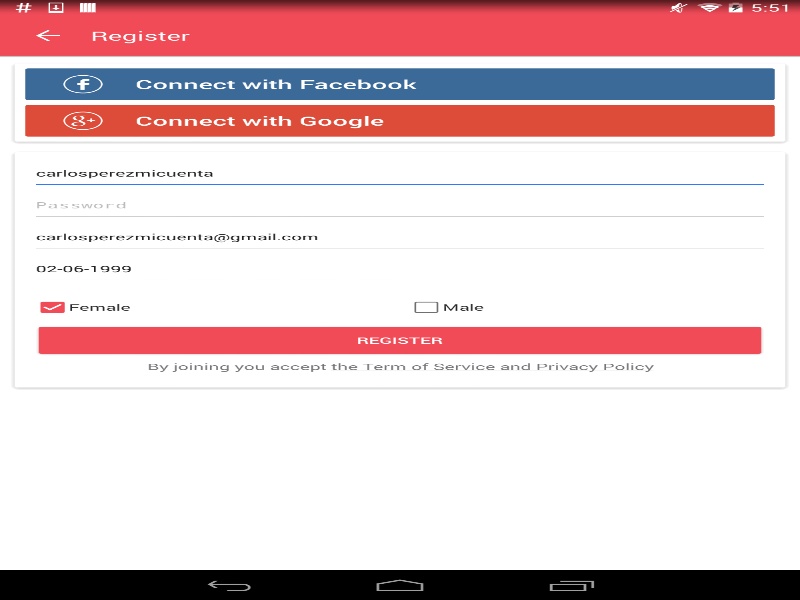 5:51
Register
Connect with Facebook
Connect with Google
carlosperezmicuenta
Password
carlosperezmicuenta@gmail.com
02-06-1999
Female
Male
REGISTER
By joining you accept the Term of Service and Privacy Policy